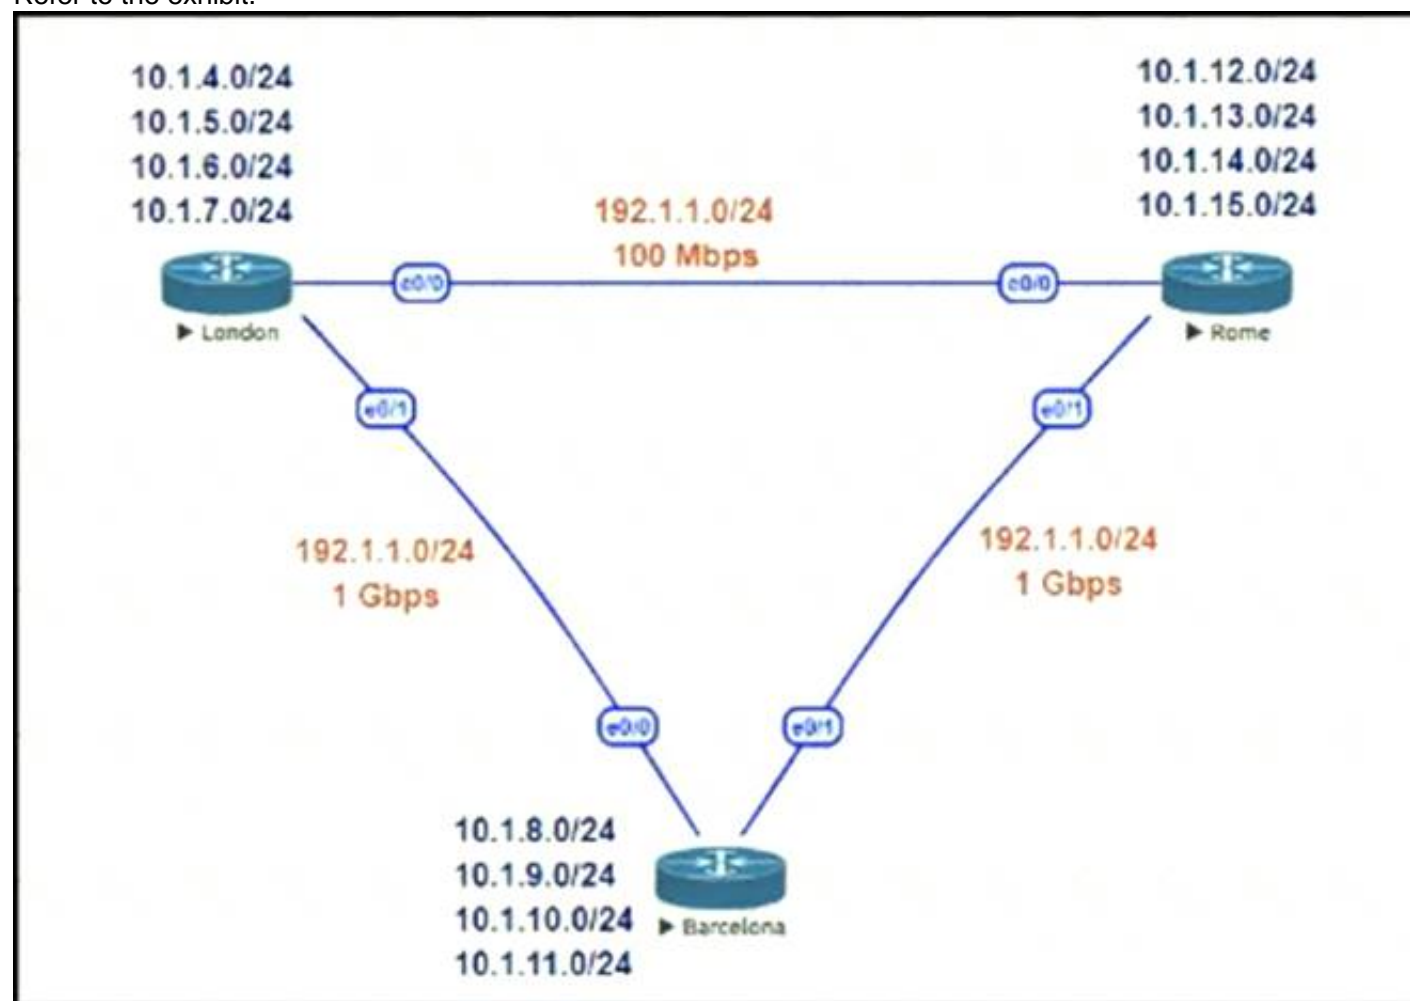 Refer to the exhibit.
10.1.4.0/24
10.1.5.0/24
10.1.6.0/24
10.1.7.0/24
10.1.12.0/24
10.1.13.0/24
10.1.14.0/24
10.1.15.0/24
192.1.1.0/24
100 Mbps
e0/0
e0/0
London
Rome
e0/1
e0/1
192.1.1.0/24
1 Gbps
192.1.1.0/24
1 Gbps
e0/0
e0/1
10.1.8.0/24
10.1.9.0/24
10.1.10.0/24
10.1.11.0/24
Barcelona